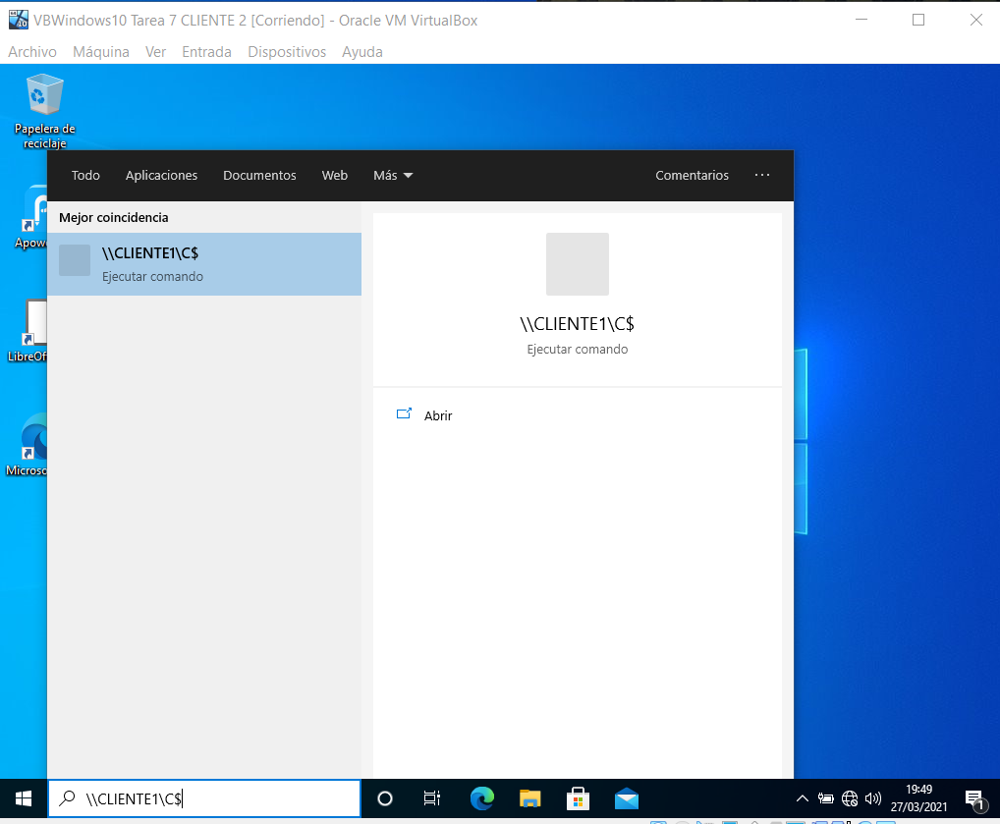 VBWindows10 Tarea 7 CLIENTE 2 [Corriendo] - Oracle VM VirtualBox
Archivo Máquina Ver Entrada Dispositivos Ayuda
Papelera de
reciclaje
Todo Aplicaciones Documentos Web Más Comentarios ...
Mejor coincidencia
\\CLIENTE1\C$
Ejecutar comando
\\CLIENTE1\C$
Ejecutar comando
Abrir
Apow
LibreOf
Microso
\\CLIENTE1\C$
19:49
27/03/2021
1